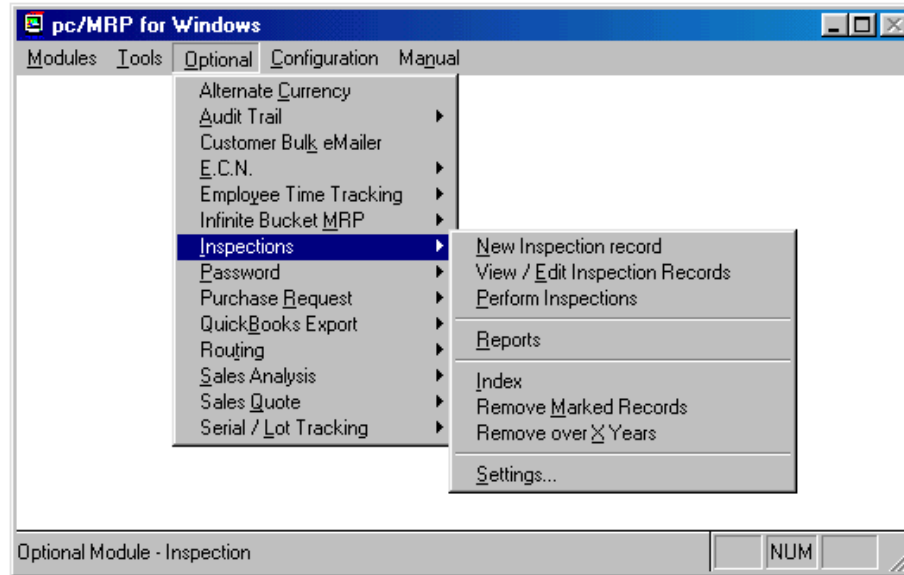 pc/MRP for Windows
Modules Tools Optional Configuration Manual
Alternate Currency
Audit Trail
Customer Bulk eMailer
E.C.N.
Employee Time Tracking
Infinite Bucket MRP
Inspections
Password
Purchase Request
QuickBooks Export
Routing
Sales Analysis
Sales Quote
Serial / Lot Tracking
New Inspection record
View / Edit Inspection Records
Perform Inspections
Reports
Index
Remove Marked Records
Remove over X Years
Settings...
Optional Module - Inspection
NUM